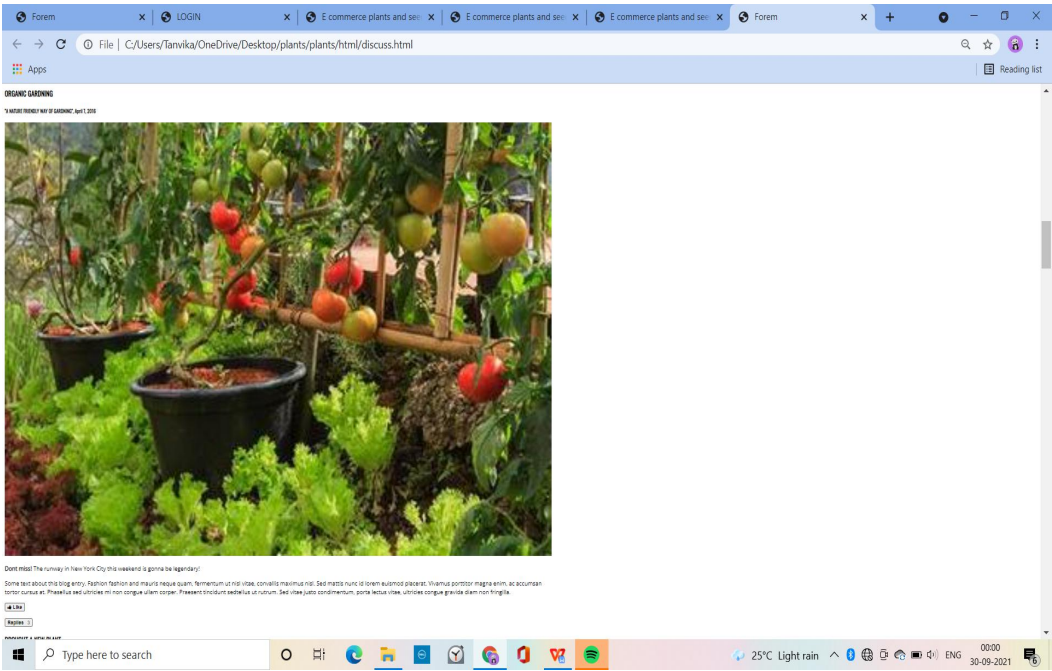 Forem
LOGIN
E commerce plants and see
E commerce plants and see
E commerce plants and see
Forem
File | C:/Users/Tanvika/OneDrive/Desktop/plants/plants/html/discuss.html
Apps
Reading list
ORGANIC GARDNING
"A NATURE FRIENDLY WAY OF GARDNING", April 7, 2016
Dont miss! The runway in New York City this weekend is gonna be legendary!
Some text about this blog entry. Fashion fashion and mauris neque quam, fermentum ut nisl vitae, convallis maximus nisl. Sed mattis nunc id lorem euismod placerat. Vivamus porttitor magna enim, ac accumsan
tortor cursus at. Phasellus sed ultricies mi non congue ullam corper. Praesent tincidunt sedtellus ut rutrum. Sed vitae justo condimentum, porta lectus vitae, ultricies congue gravida diam non fringilla.
Like
Replies
Type here to search
25°C Light rain
ENG
00:00
30-09-2021
6